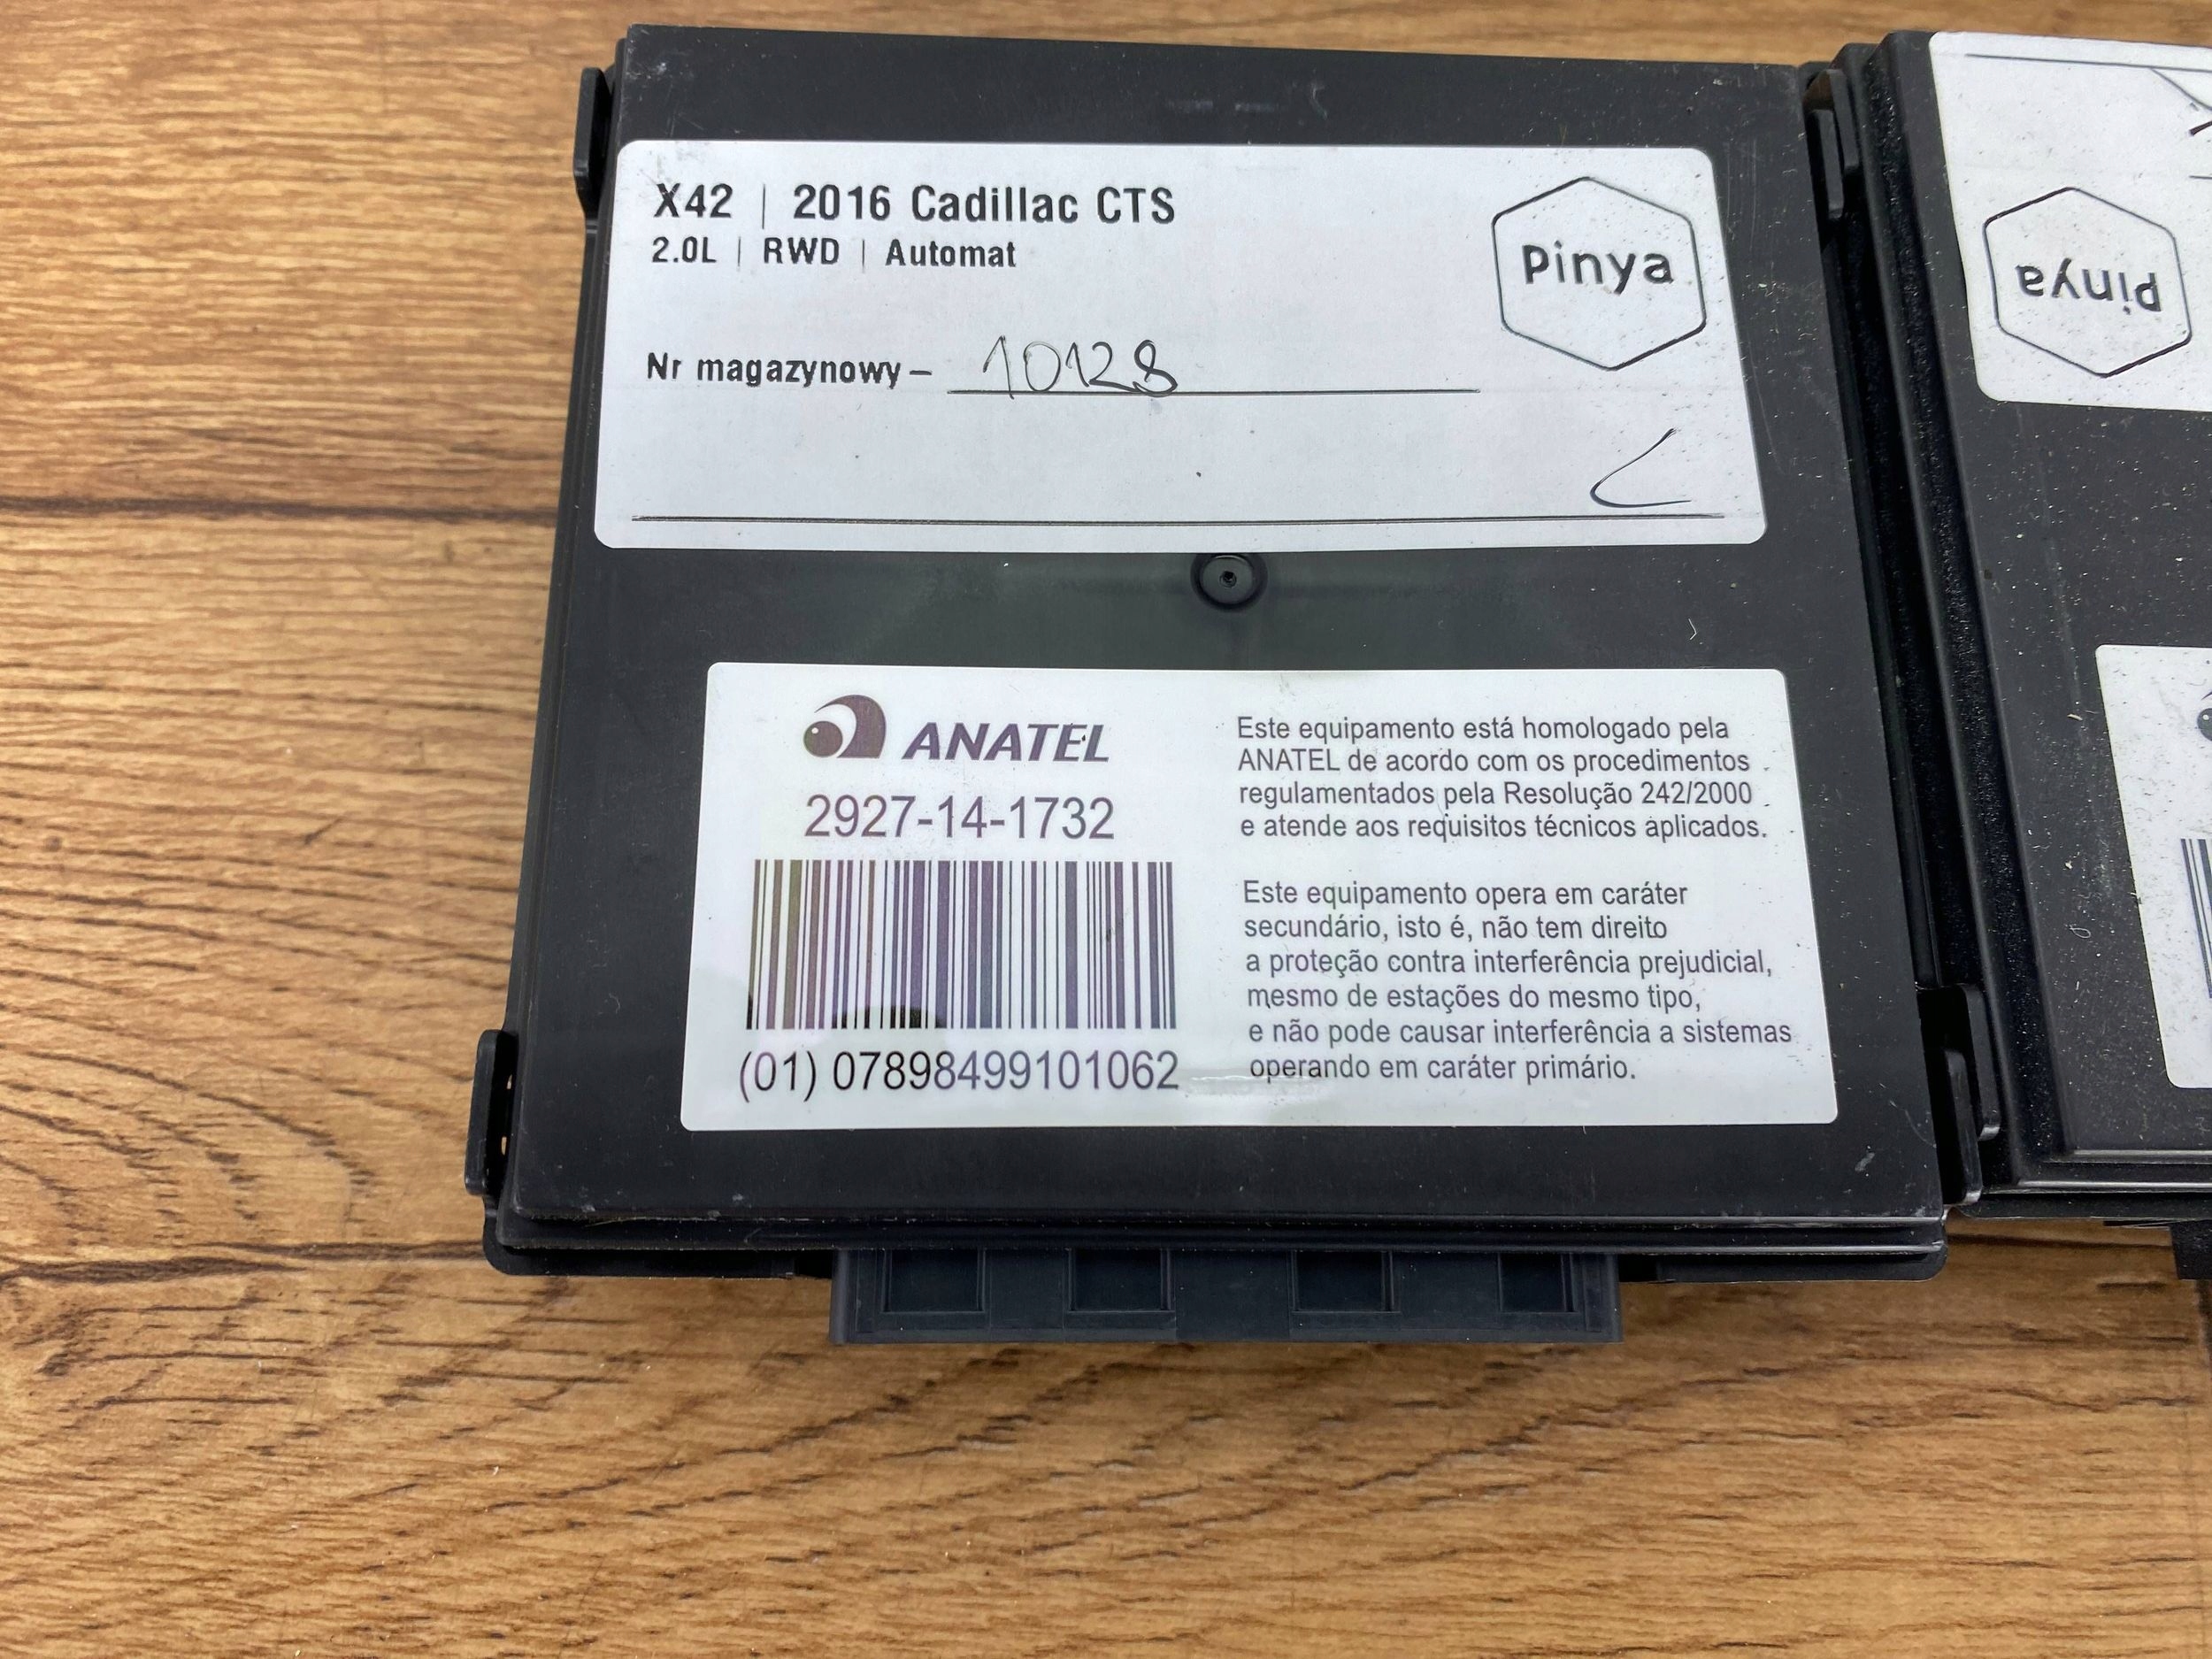 X42 | 2016 Cadillac CTS
2.0L | RWD | Automat
Pinya
Nr magazynowy – 10128
ANATEL
2927-14-1732
(01) 07898499101062
Este equipamento está homologado pela
ANATEL de acordo com os procedimentos
regulamentados pela Resolução 242/2000
e atende aos requisitos técnicos aplicados.
Este equipamento opera em caráter
secundário, isto é, não tem direito
a proteção contra interferência prejudicial,
mesmo de estações do mesmo tipo,
e não pode causar interferência a sistemas
operando em caráter primário.
Pinya